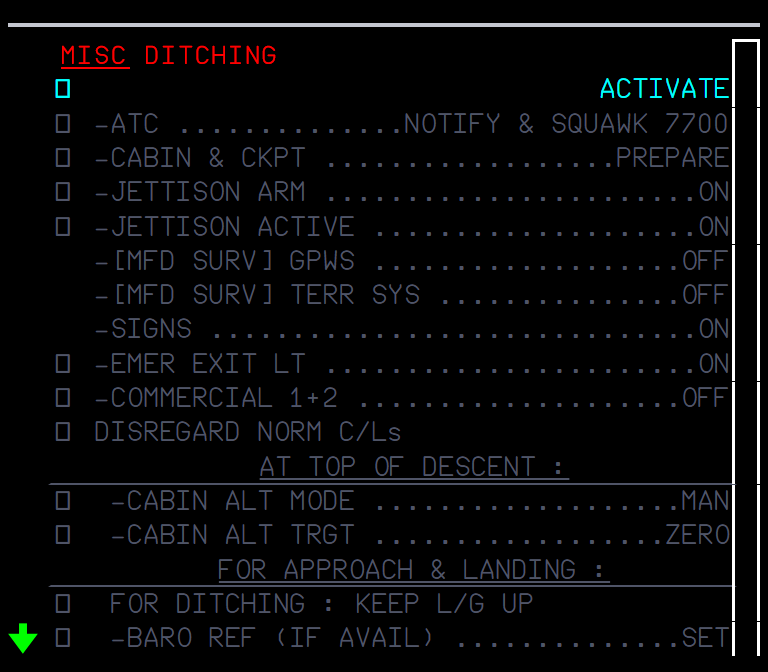 MISC DITCHING
ACTIVATE
-ATC ..............NOTIFY & SQUAWK 7700
-CABIN & CKPT ..................PREPARE
-JETTISON ARM .......................ON
-JETTISON ACTIVE ....................ON
-[MFD SURV] GPWS ...................OFF
-[MFD SURV] TERR SYS ...............OFF
-SIGNS ..............................ON
-EMER EXIT LT .......................ON
-COMMERCIAL 1+2 ....................OFF
DISREGARD NORM C/Ls
AT TOP OF DESCENT :
-CABIN ALT MODE ...................MAN
-CABIN ALT TRGT ..................ZERO
FOR APPROACH & LANDING :
FOR DITCHING : KEEP L/G UP
-BARO REF (IF AVAIL) ..............SET